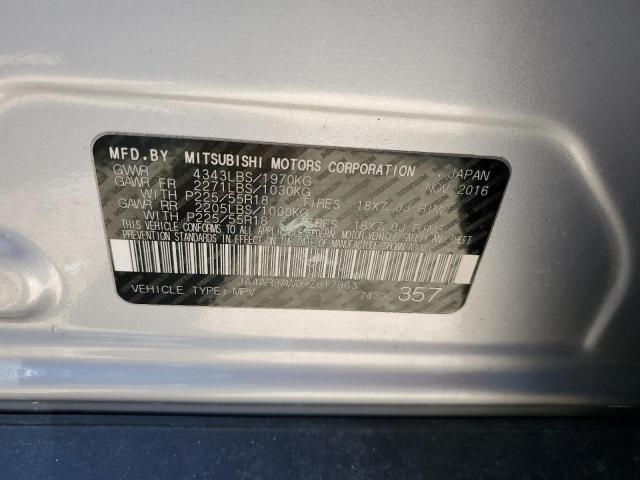 MFD.BY MITSUBISHI MOTORS CORPORATION JAPAN
GVWR 4343LBS/1970KG NOV.2016
GAWR FR 2271LBS/1030KG
WITH P225/55R18 TIRES 18X7.0J RIMS
GAWR RR 2205LBS/1000KG
WITH P225/55R18 TIRES 18X7.0J RIMS
THIS VEHICLE CONFORMS TO ALL APPLICABLE FEDERAL MOTOR VEHICLE SAFETY AND THEFT
PREVENTION STANDARDS IN EFFECT ON THE DATE OF MANUFACTURE SHOWN ABOVE.
JA4AR3AW0HZ017963
VEHICLE TYPE: MPV 357